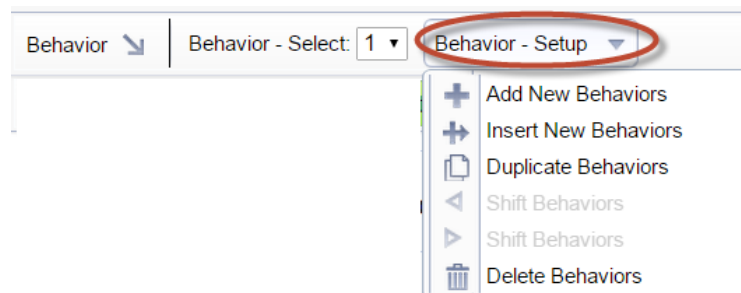 Behavior Behavior - Select: 1 Behavior - Setup
Add New Behaviors
Insert New Behaviors
Duplicate Behaviors
Shift Behaviors
Shift Behaviors
Delete Behaviors